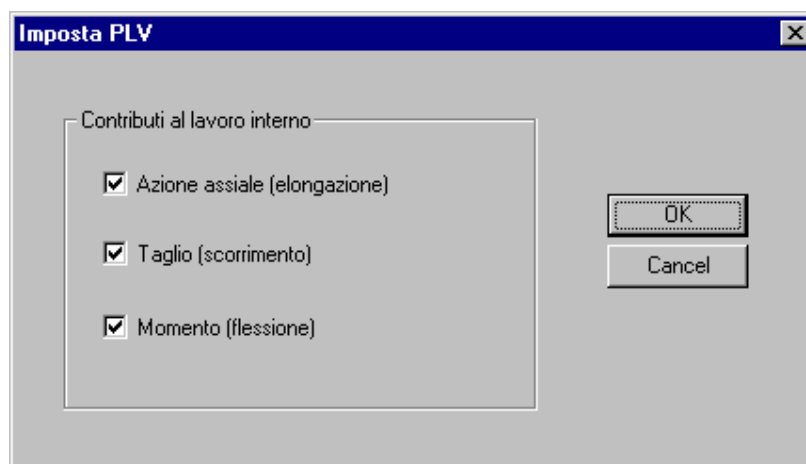 Imposta PLV
Contributi al lavoro interno
Azione assiale (elongazione)
Taglio (scorrimento)
Momento (flessione)
OK
Cancel